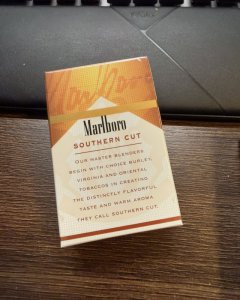 Marlboro
Marlboro
SOUTHERN CUT
OUR MASTER BLENDERS
BEGIN WITH CHOICE BURLEY,
VIRGINIA AND ORIENTAL
TOBACCOS IN CREATING
THE DISTINCTLY FLAVORFUL
TASTE AND WARM AROMA
THEY CALL SOUTHERN CUT.